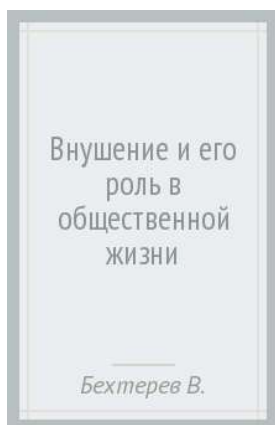 Внушение и его
роль в
общественной
жизни
Бехтерев В.